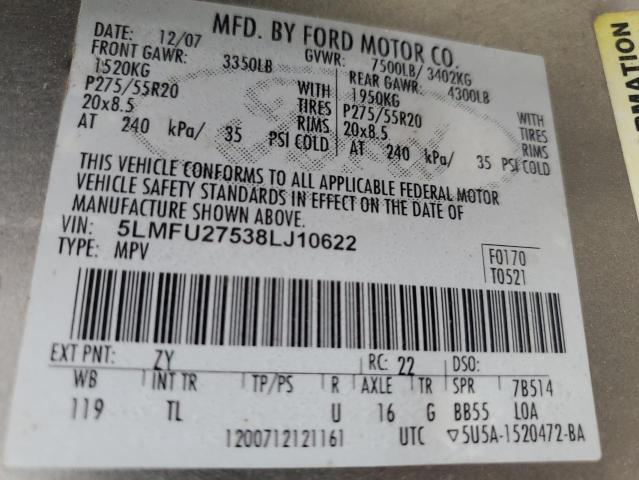 MFD. BY FORD MOTOR CO.
DATE: 12/07 GVWR: 7500LB/ 3402KG
FRONT GAWR: 3350LB REAR GAWR: 4300LB
1520KG WITH 1950KG WITH
P275/55R20 TIRES P275/55R20 TIRES
20x8.5 RIMS 20x8.5 RIMS
AT 240 kPa/ 35 PSI COLD AT 240 kPa/ 35 PSI COLD
THIS VEHICLE CONFORMS TO ALL APPLICABLE FEDERAL MOTOR
VEHICLE SAFETY STANDARDS IN EFFECT ON THE DATE OF
MANUFACTURE SHOWN ABOVE.
VIN: 5LMFU27538LJ10622
TYPE: MPV F0170
T0521
EXT PNT: ZY RC: 22 DSO:
WB INT TR TP/PS R AXLE TR SPR 7B514
119 TL U 16 G BB55 LOA
1200712121161 UTC ▽5U5A-1520472-BA